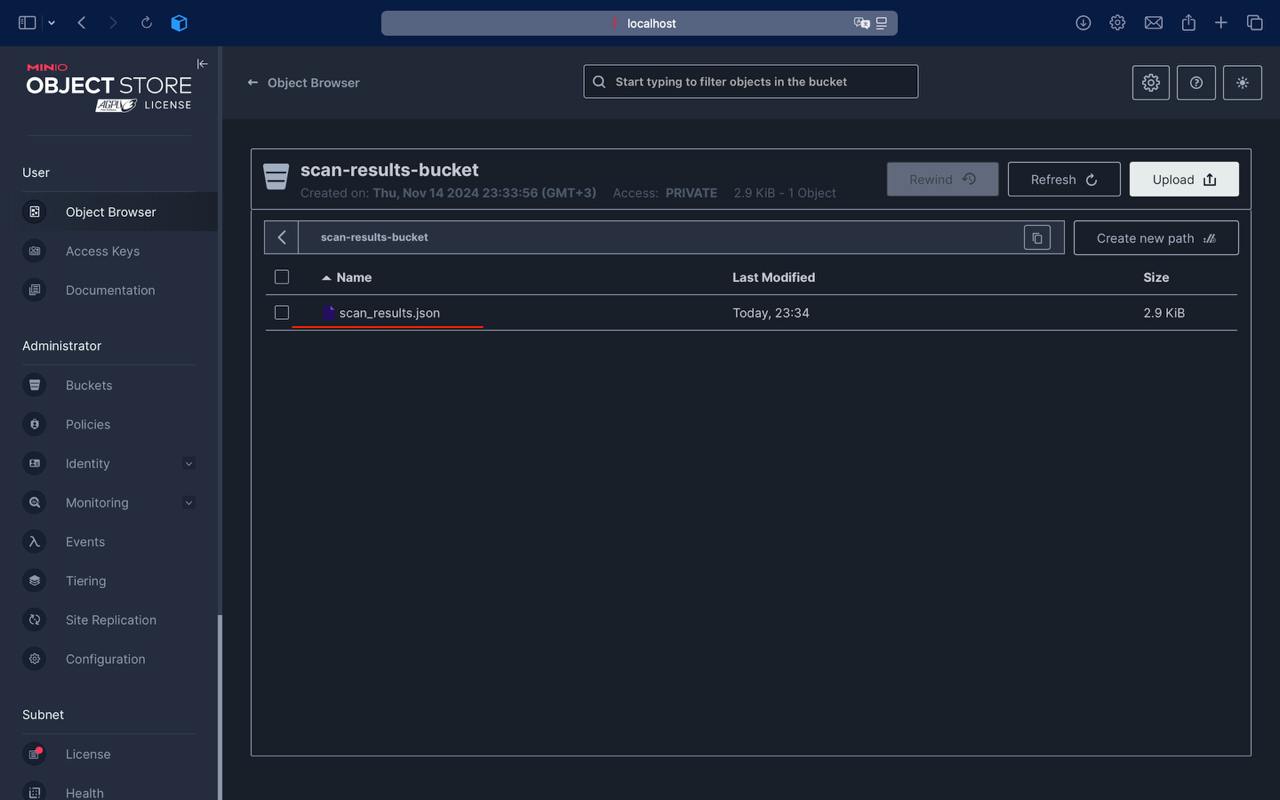 localhost
MINIO
OBJECT STORE
AGPLv3 LICENSE
User
Object Browser
Access Keys
Documentation
Administrator
Buckets
Policies
Identity
Monitoring
Events
Tiering
Site Replication
Configuration
Subnet
License
Health
Object Browser
Start typing to filter objects in the bucket
scan-results-bucket
Created on: Thu, Nov 14 2024 23:33:56 (GMT+3) Access: PRIVATE 2.9 KiB - 1 Object
Rewind
Refresh
Upload
scan-results-bucket
Create new path
Name Last Modified Size
scan_results.json Today, 23:34 2.9 KiB